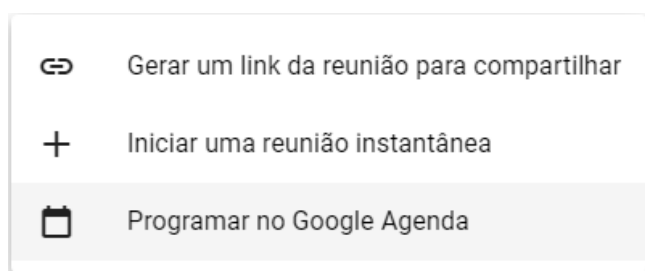 Gerar um link da reunião para compartilhar
Iniciar uma reunião instantânea
Programar no Google Agenda